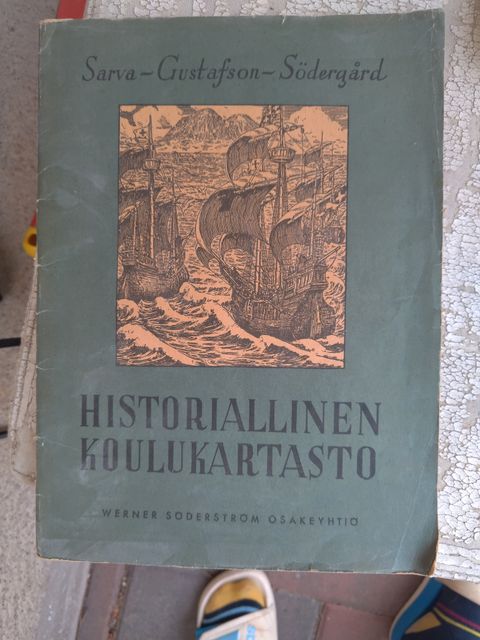 Sarva – Gustafson – Södergård
HISTORIALLINEN
KOULUKARTASTO
WERNER SÖDERSTRÖM OSAKEYHTIÖ